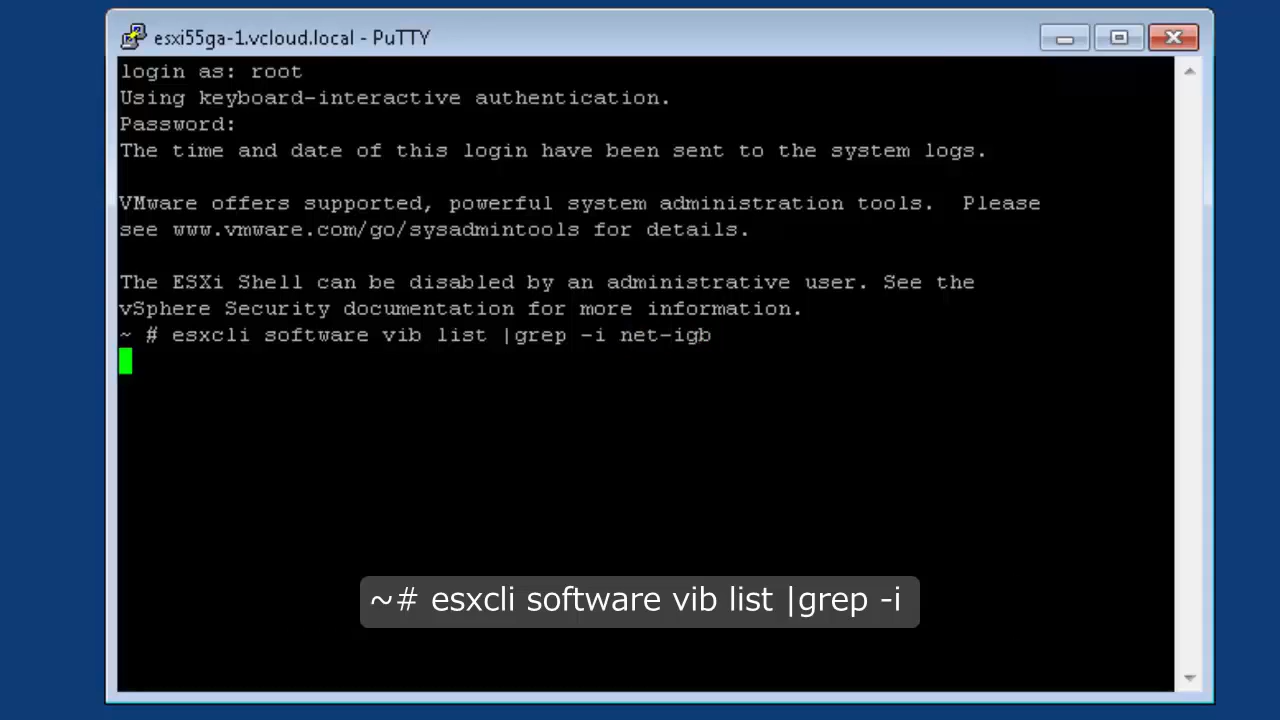 esxi55ga-1.vcloud.local - PuTTY
login as: root
Using keyboard-interactive authentication.
Password:
The time and date of this login have been sent to the system logs.
VMware offers supported, powerful system administration tools.  Please
see www.vmware.com/go/sysadmintools for details.
The ESXi Shell can be disabled by an administrative user. See the
vSphere Security documentation for more information.
~ # esxcli software vib list |grep -i net-igb
~# esxcli software vib list |grep -i